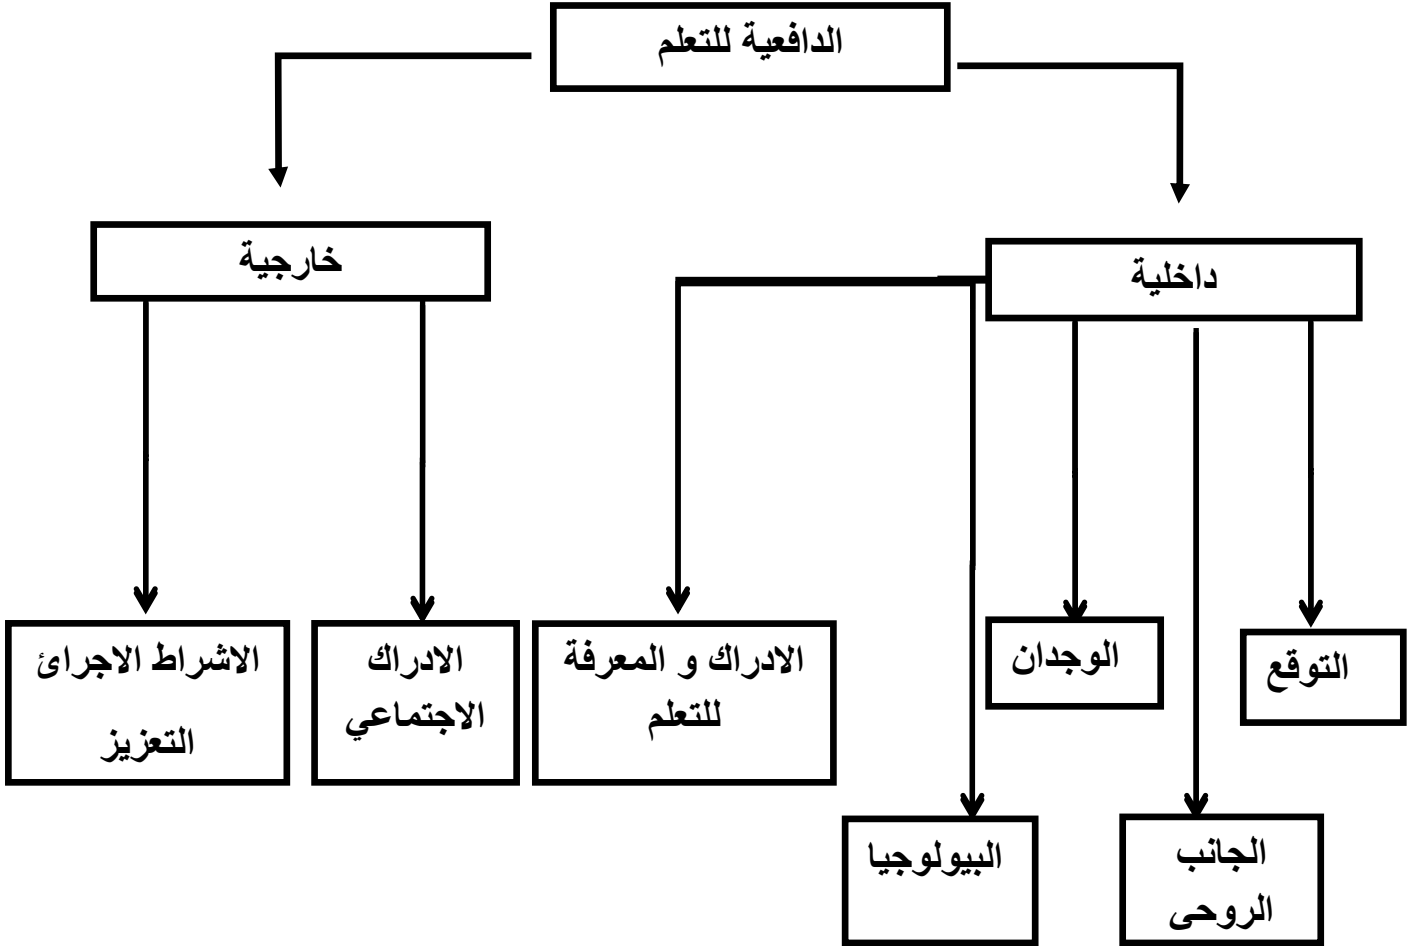 الدافعية للتعلم
داخلية
خارجية
التوقع
الوجدان
الادراك و المعرفة
للتعلم
الادراك
الاجتماعي
الاشراط الاجرائ
التعزيز
الجانب
الروحى
البيولوجيا